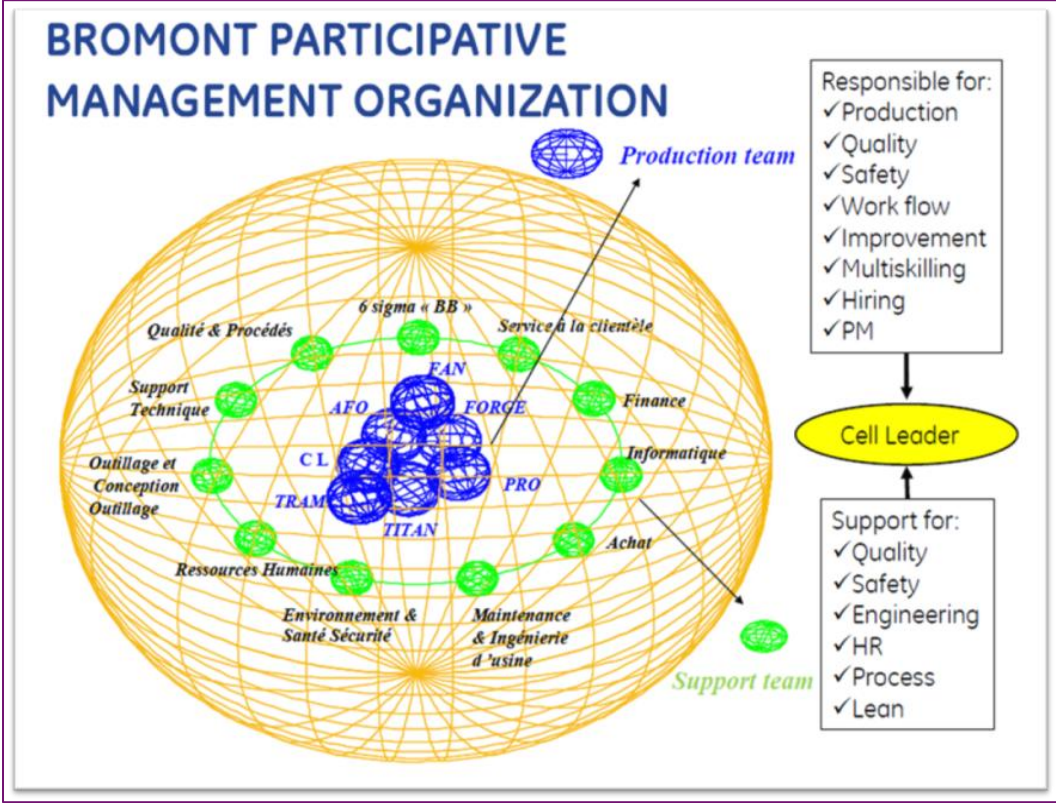 BROMONT PARTICIPATIVE
MANAGEMENT ORGANIZATION
Production team
Responsible for:
✓Production
✓Quality
✓Safety
✓Work flow
✓Improvement
✓Multiskilling
✓Hiring
✓PM
6 sigma « BB »
Qualité & Procédés
Service à la clientèle
Support
Technique
FAN
AFO
FORGE
Finance
Cell Leader
Outillage et
Conception
Outillage
C L
Informatique
TRAM
PRO
TITAN
Achat
Ressources Humaines
Environnement &
Santé Sécurité
Maintenance
& Ingénierie
d 'usine
Support team
Support for:
✓Quality
✓Safety
✓Engineering
✓HR
✓Process
✓Lean